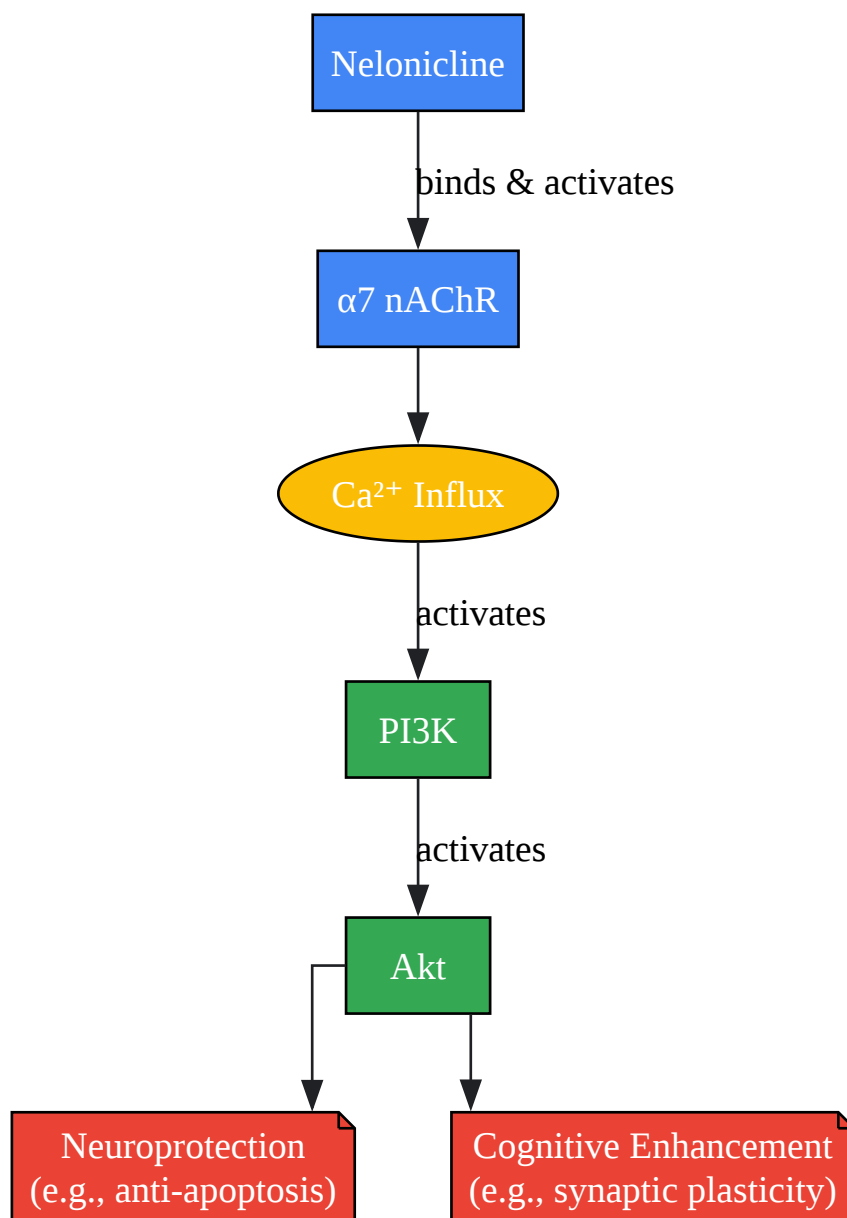 Nelonicline
binds & activates
α7 nAChR
Ca²⁺ Influx
activates
PI3K
activates
Akt
Neuroprotection
(e.g., anti-apoptosis)
Cognitive Enhancement
(e.g., synaptic plasticity)